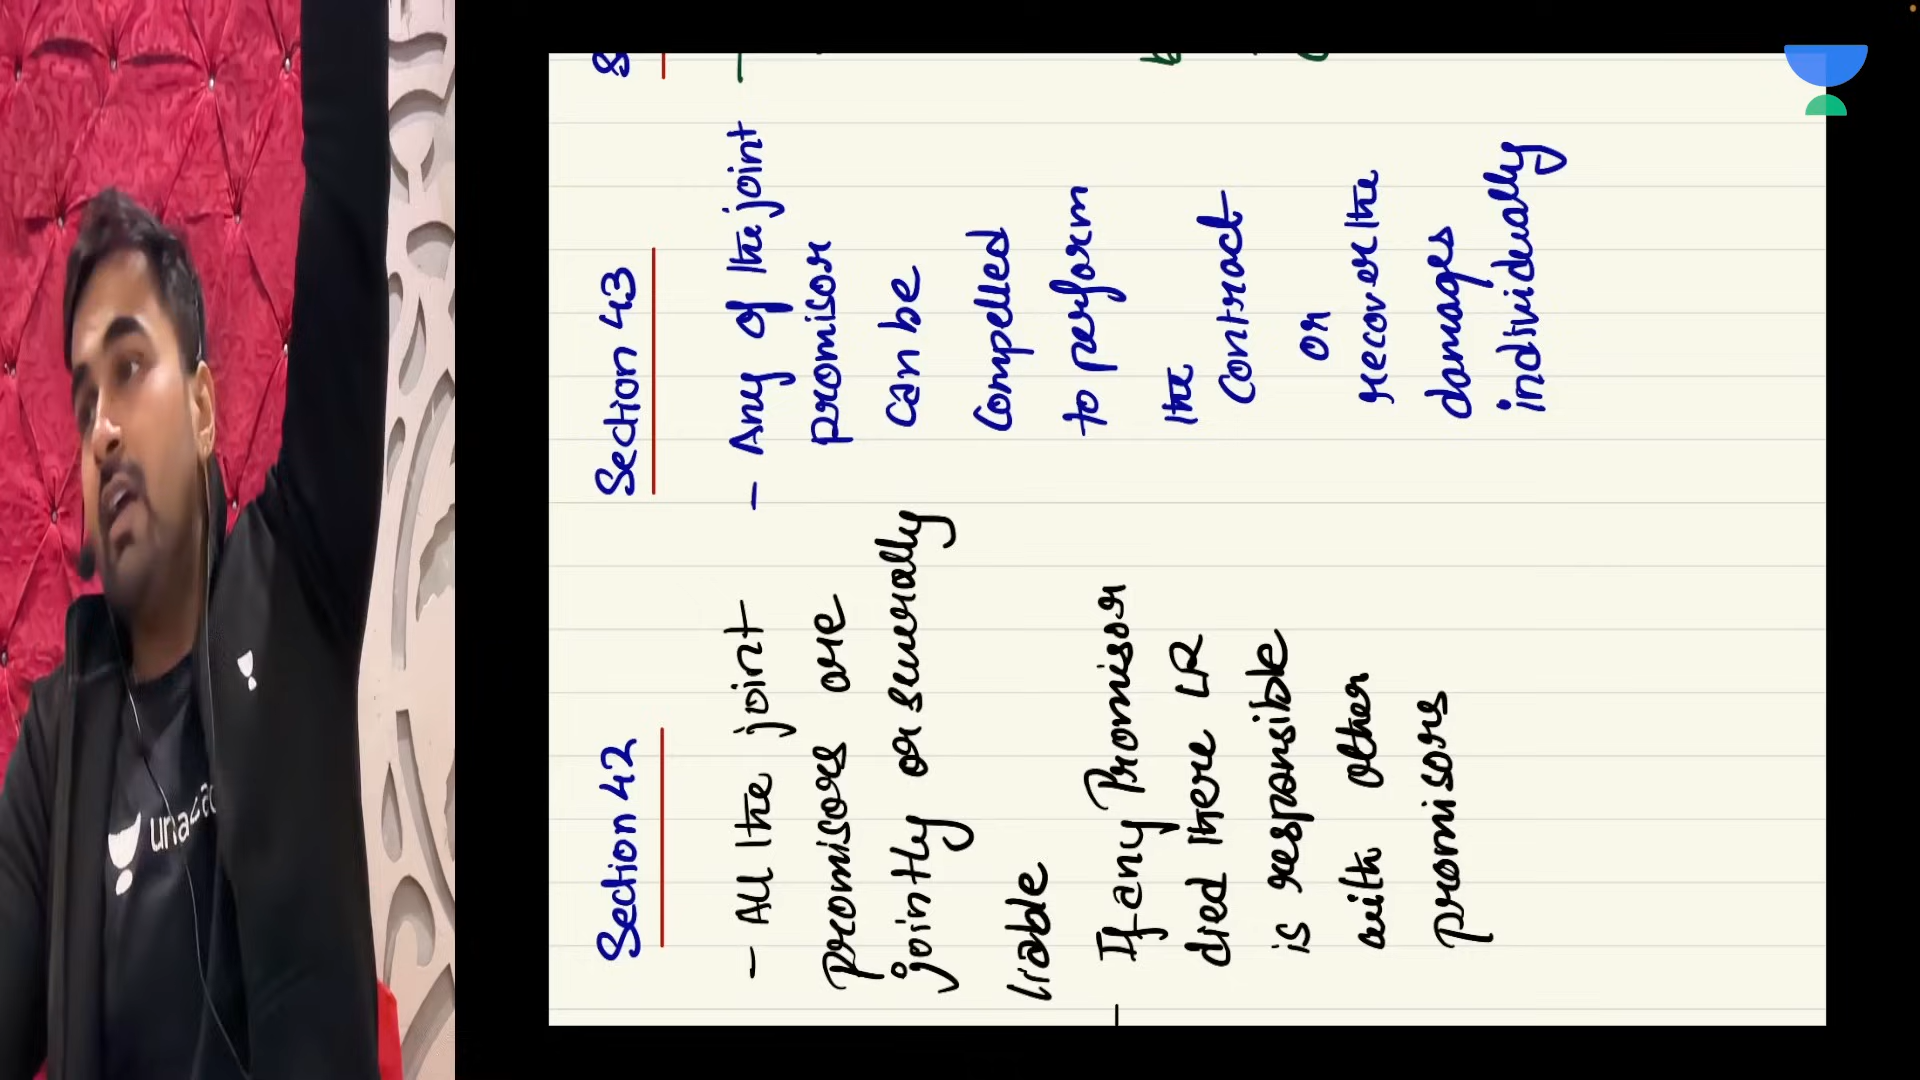 Section 42
- All the joint
promisors are
jointly or severally
liable
- If any Promisor
died there LR
is responsible
with other
promisors
Section 43
- Any of the joint
promisor
can be
Compelled
to perform
the
Contract
or
recover the
damages
individually